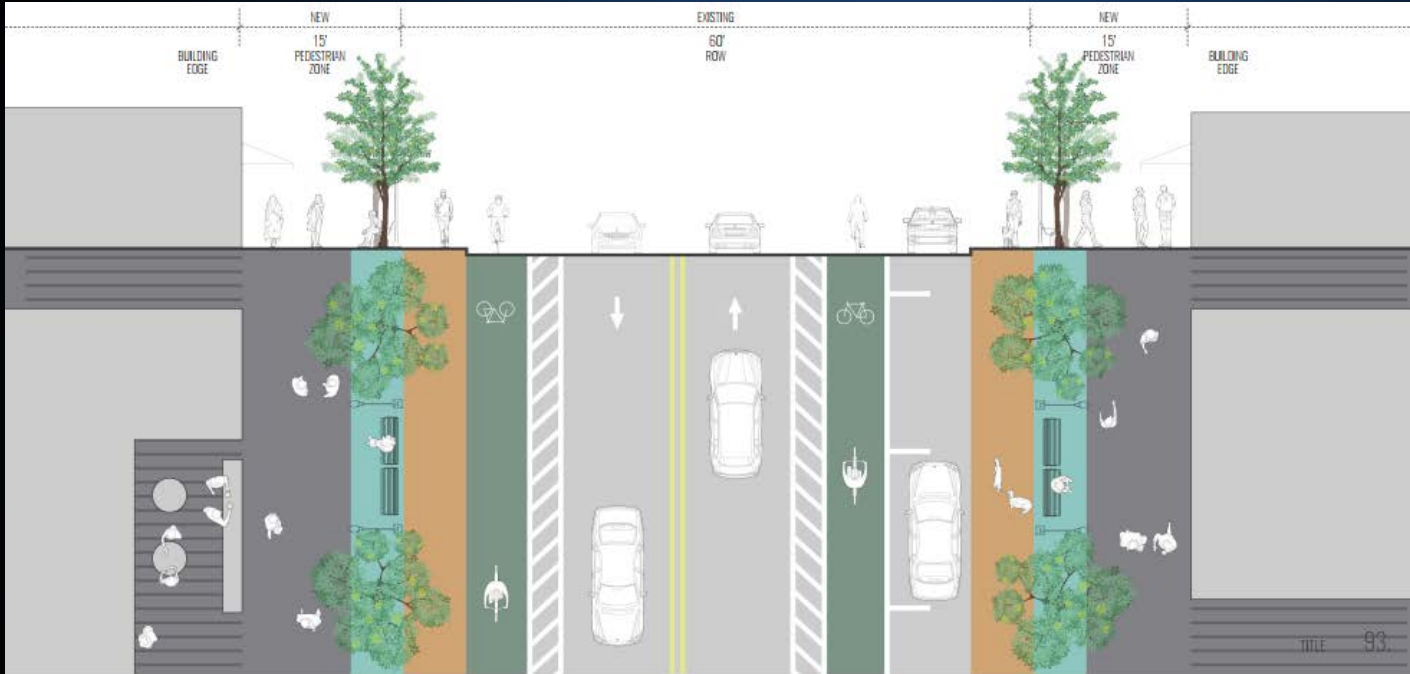 NEW
EXISTING
NEW
15'
PEDESTRIAN
ZONE
60'
ROW
15'
PEDESTRIAN
ZONE
BUILDING
EDGE
BUILDING
EDGE
TITLE 93.